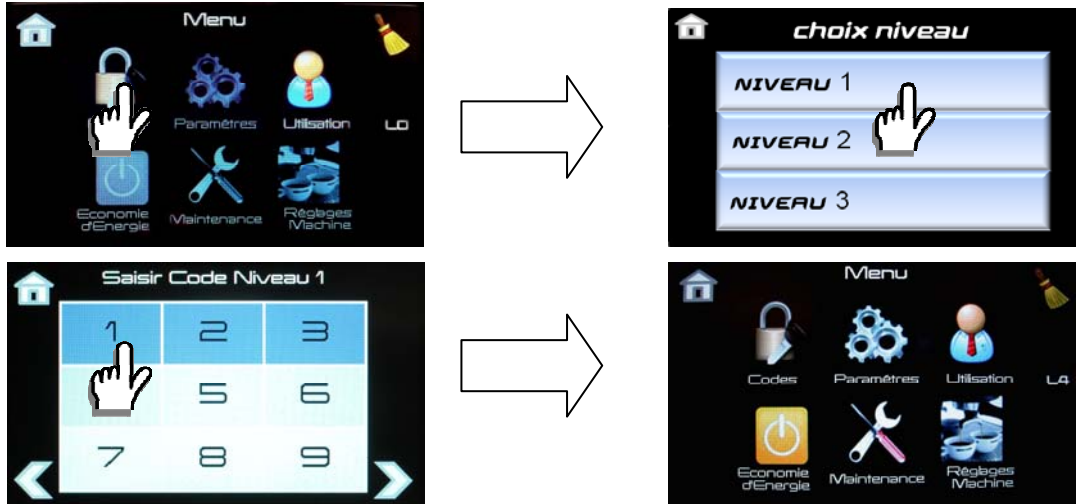 Menu
Paramètres
Utilisation
L0
Economie
d'Energie
Maintenance
Réglages
Machine
choix niveau
NIVEAU 1
NIVEAU 2
NIVEAU 3
Saisir Code Niveau 1
1 2 3
5 6
7 8 9
Menu
Codes
Paramètres
Utilisation
L4
Economie
d'Energie
Maintenance
Réglages
Machine